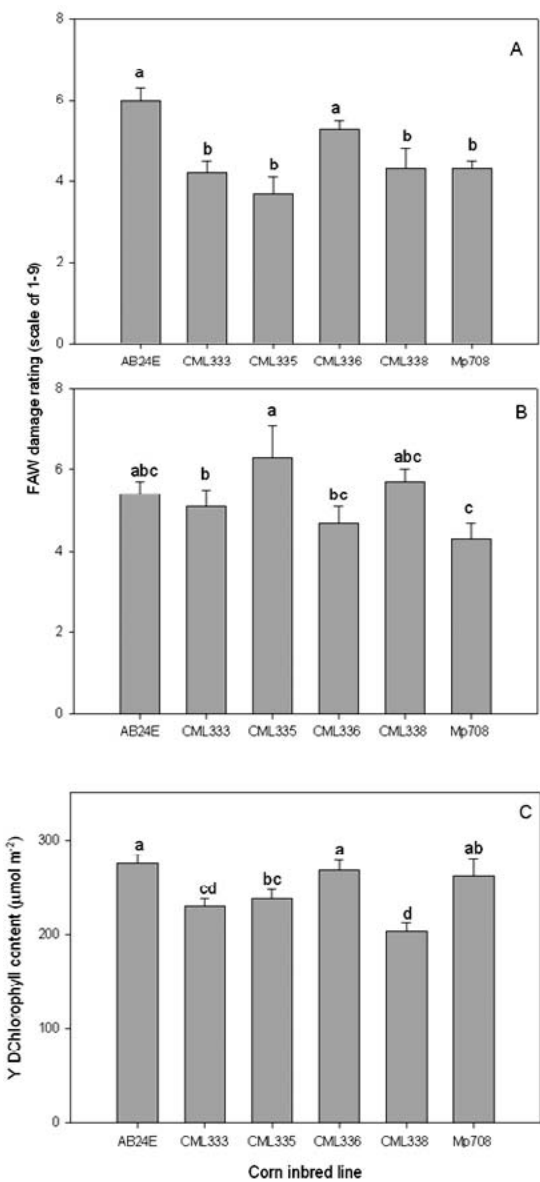 A
8
a
6
a
b
b
b
b
4
2
0
AB24E CML333 CML335 CML336 CML338 Mp708
FAW damage rating (scale of 1-9)
B
8
a
abc
abc
b
6
bc
c
4
2
0
AB24E CML333 CML335 CML336 CML338 Mp708
C
300
a
a
ab
cd
bc
d
200
100
0
AB24E CML333 CML335 CML336 CML338 Mp708
Y DChlorophyll content (μmol m⁻²)
Corn inbred line